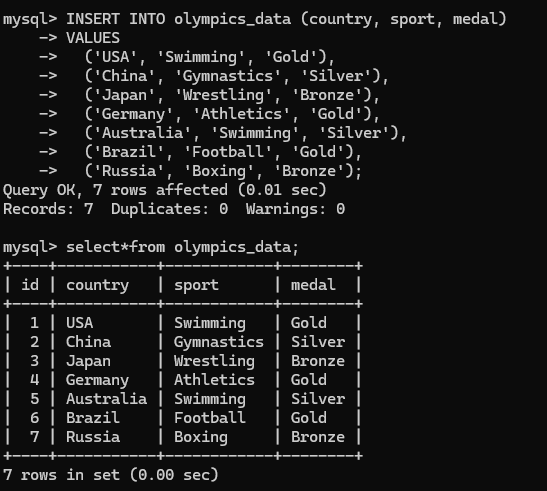 mysql> INSERT INTO olympics_data (country, sport, medal)
    -> VALUES
    ->   ('USA', 'Swimming', 'Gold'),
    ->   ('China', 'Gymnastics', 'Silver'),
    ->   ('Japan', 'Wrestling', 'Bronze'),
    ->   ('Germany', 'Athletics', 'Gold'),
    ->   ('Australia', 'Swimming', 'Silver'),
    ->   ('Brazil', 'Football', 'Gold'),
    ->   ('Russia', 'Boxing', 'Bronze');
Query OK, 7 rows affected (0.01 sec)
Records: 7  Duplicates: 0  Warnings: 0

mysql> select*from olympics_data;
+----+-----------+------------+--------+
| id | country   | sport      | medal  |
+----+-----------+------------+--------+
|  1 | USA       | Swimming   | Gold   |
|  2 | China     | Gymnastics | Silver |
|  3 | Japan     | Wrestling  | Bronze |
|  4 | Germany   | Athletics  | Gold   |
|  5 | Australia | Swimming   | Silver |
|  6 | Brazil    | Football   | Gold   |
|  7 | Russia    | Boxing     | Bronze |
+----+-----------+------------+--------+
7 rows in set (0.00 sec)